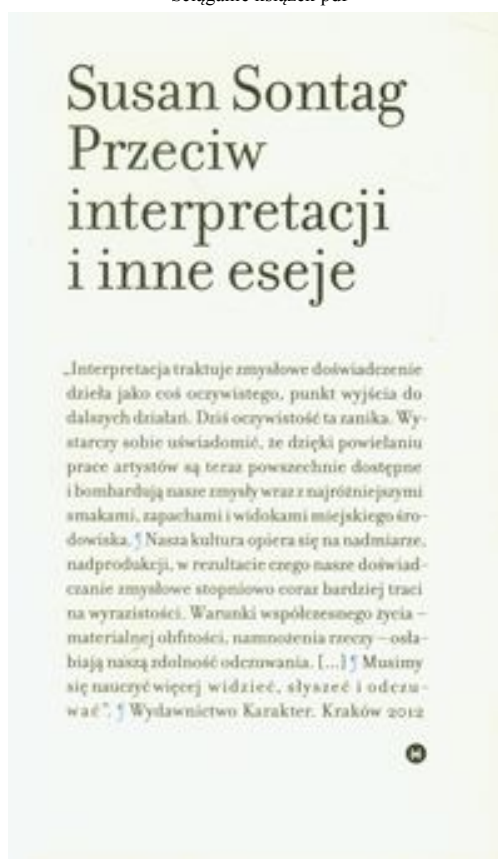 Susan Sontag
Przeciw
interpretacji
i inne eseje
„Interpretacja traktuje zmysłowe doświadczenie
dzieła jako coś oczywistego, punkt wyjścia do
dalszych działań. Dziś oczywistość ta zanika. Wy-
starczy sobie uświadomić, że dzięki powielaniu
prace artystów są teraz powszechnie dostępne
i bombardują nasze zmysły wraz z najróżniejszymi
smakami, zapachami i widokami miejskiego śro-
dowiska. ¶ Nasza kultura opiera się na nadmiarze,
nadprodukcji, w rezultacie czego nasze doświad-
czanie zmysłowe stopniowo coraz bardziej traci
na wyrazistości. Warunki współczesnego życia –
materialnej obfitości, namnożenia rzeczy – osła-
biają naszą zdolność odczuwania. [...] ¶ Musimy
się nauczyć więcej widzieć, słyszeć i odczu-
wać”. ¶ Wydawnictwo Karakter. Kraków 2012